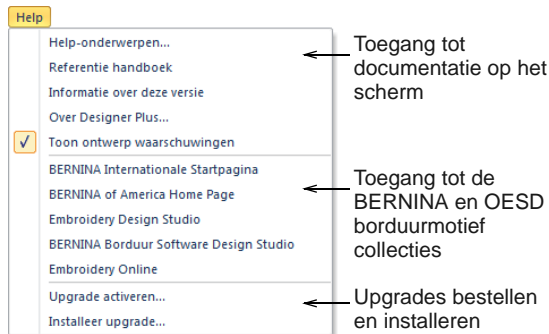 Help
Help-onderwerpen...
Referentie handboek
Informatie over deze versie
Over Designer Plus...
Toon ontwerp waarschuwingen
BERNINA Internationale Startpagina
BERNINA of America Home Page
Embroidery Design Studio
BERNINA Borduur Software Design Studio
Embroidery Online
Upgrade activeren...
Installeer upgrade...
Toegang tot
documentatie op het
scherm
Toegang tot de
BERNINA en OESD
borduurmotief
collecties
Upgrades bestellen
en installeren